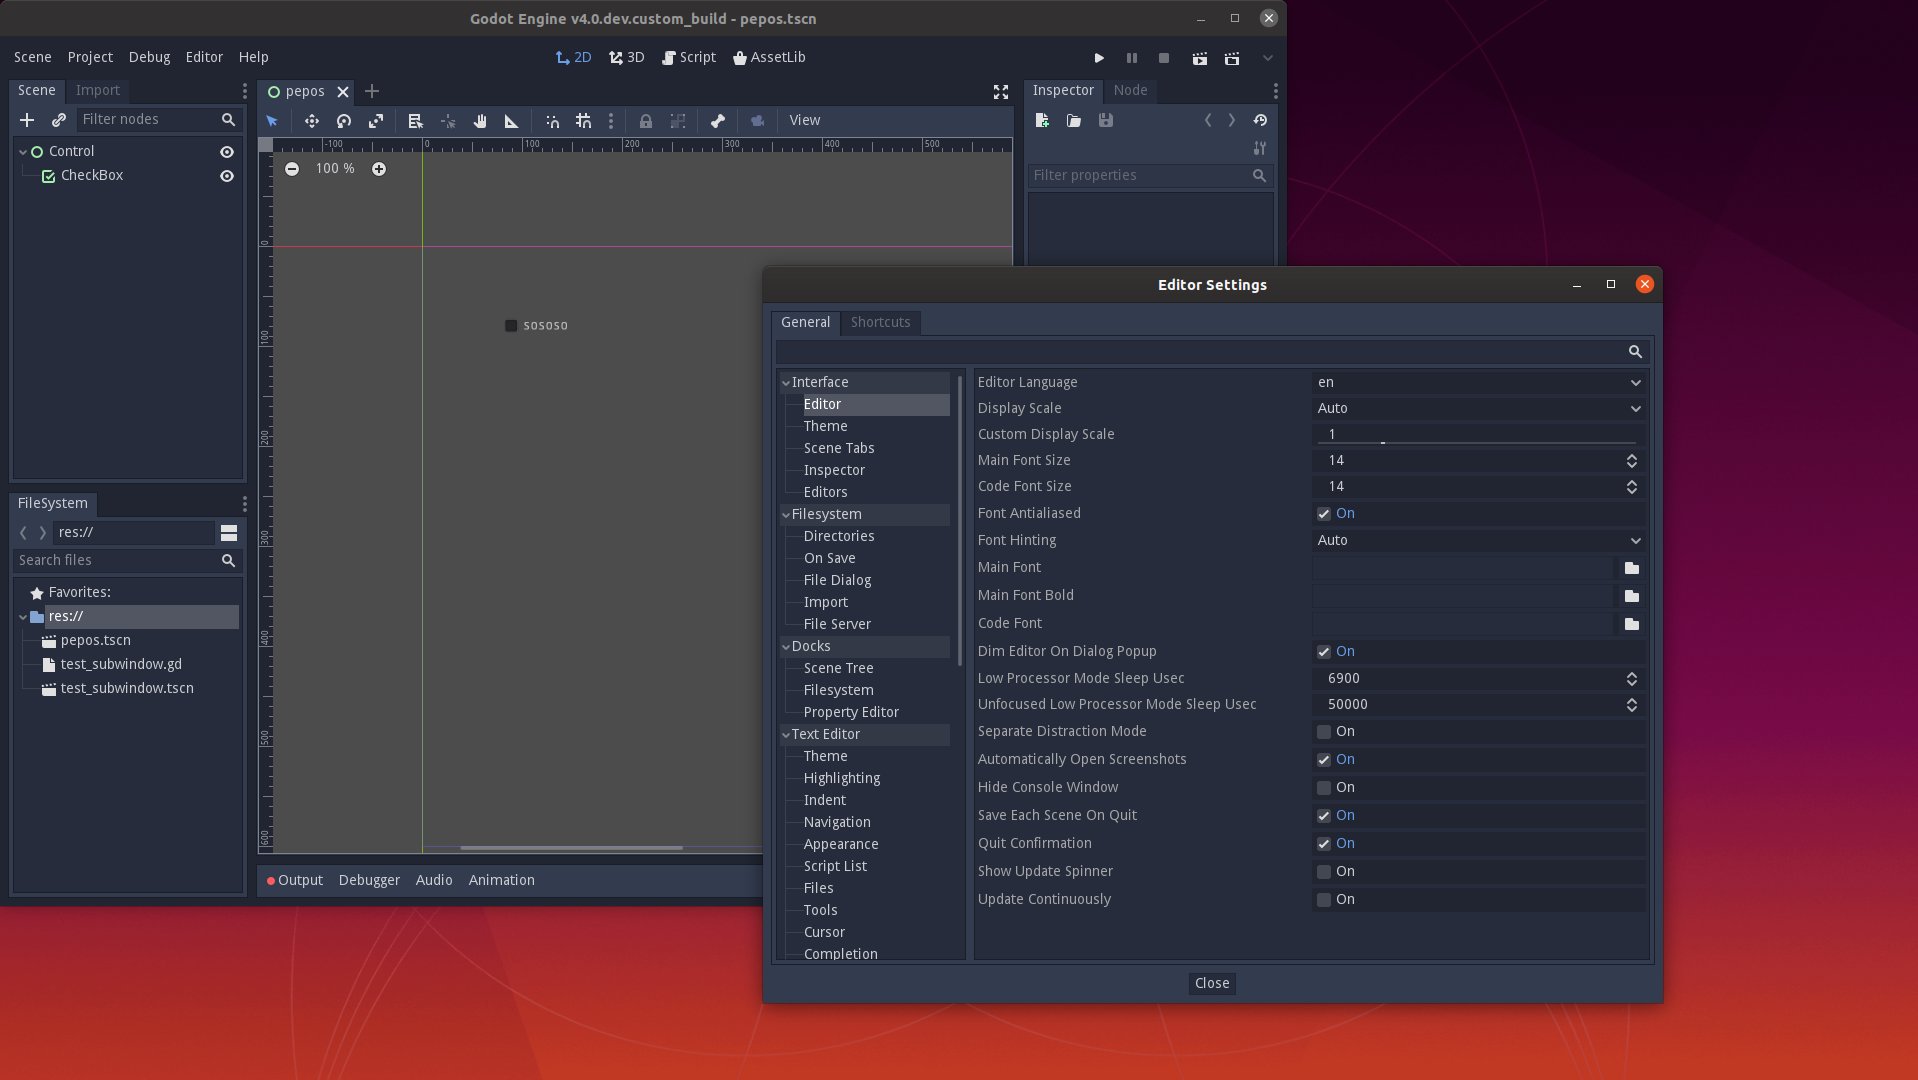 Godot Engine v4.0.dev.custom_build - pepos.tscn
Scene Project Debug Editor Help 2D 3D Script AssetLib
Scene Import
Filter nodes
Control
CheckBox
FileSystem
res://
Search files
Favorites:
res://
pepos.tscn
test_subwindow.gd
test_subwindow.tscn
pepos
View
-100 0 100 200 300 400 500
100 %
0
100
200
300
400
500
600
sososo
Output Debugger Audio Animation
Inspector Node
Filter properties
Editor Settings
General Shortcuts
Interface
Editor
Theme
Scene Tabs
Inspector
Editors
Filesystem
Directories
On Save
File Dialog
Import
File Server
Docks
Scene Tree
Filesystem
Property Editor
Text Editor
Theme
Highlighting
Indent
Navigation
Appearance
Script List
Files
Tools
Cursor
Completion
Editor Language en
Display Scale Auto
Custom Display Scale 1
Main Font Size 14
Code Font Size 14
Font Antialiased On
Font Hinting Auto
Main Font
Main Font Bold
Code Font
Dim Editor On Dialog Popup On
Low Processor Mode Sleep Usec 6900
Unfocused Low Processor Mode Sleep Usec 50000
Separate Distraction Mode On
Automatically Open Screenshots On
Hide Console Window On
Save Each Scene On Quit On
Quit Confirmation On
Show Update Spinner On
Update Continuously On
Close